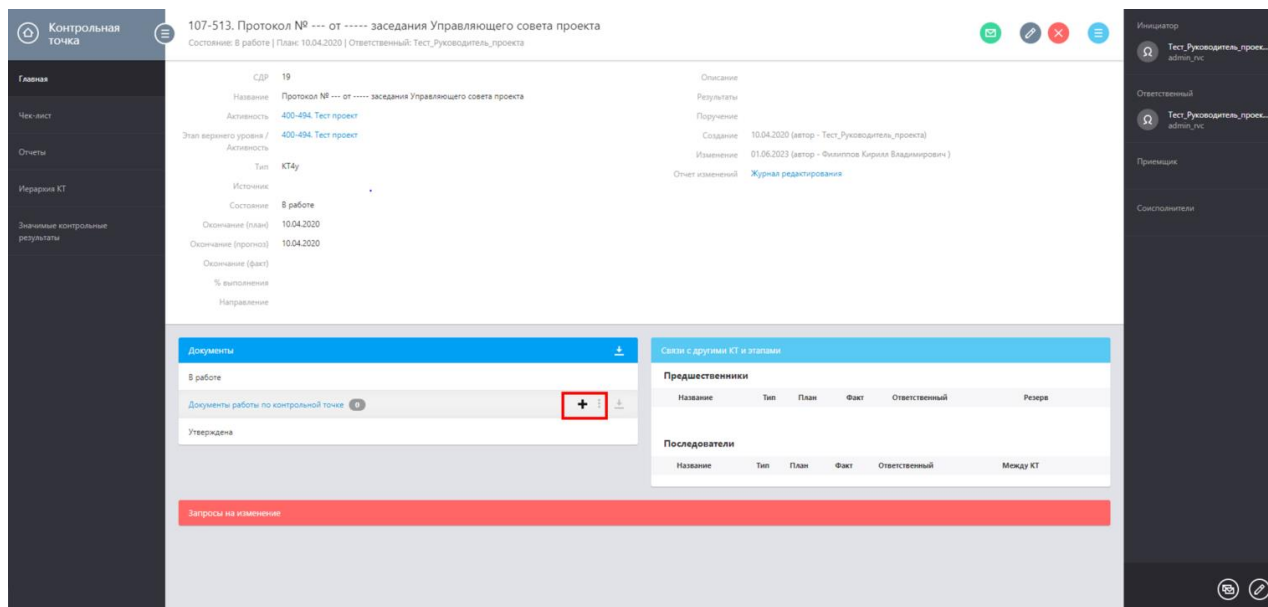 Контрольная
точка
Главная
Чек-лист
Отчеты
Иерархия КТ
Значимые контрольные
результаты
107-513. Протокол № --- от ----- заседания Управляющего совета проекта
Состояние: В работе | План: 10.04.2020 | Ответственный: Тест_Руководитель_проекта
СДР 19
Название Протокол № --- от ----- заседания Управляющего совета проекта
Активность 400-494. Тест проект
Этап верхнего уровня / 400-494. Тест проект
Активность
Тип КТ4у
Источник
Состояние В работе
Окончание (план) 10.04.2020
Окончание (прогноз) 10.04.2020
Окончание (факт)
% выполнения
Направление
Описание
Результаты
Поручение
Создание 10.04.2020 (автор - Тест_Руководитель_проекта)
Изменение 01.06.2023 (автор - Филиппов Кирилл Владимирович )
Отчет изменений Журнал редактирования
Документы
В работе
Документы работы по контрольной точке 0
Утверждена
Связи с другими КТ и этапами
Предшественники
Название Тип План Факт Ответственный Резерв
Последователи
Название Тип План Факт Ответственный Между КТ
Запросы на изменение
Инициатор
Тест_Руководитель_проек...
admin_rvc
Ответственный
Тест_Руководитель_проек...
admin_rvc
Приемщик
Соисполнители